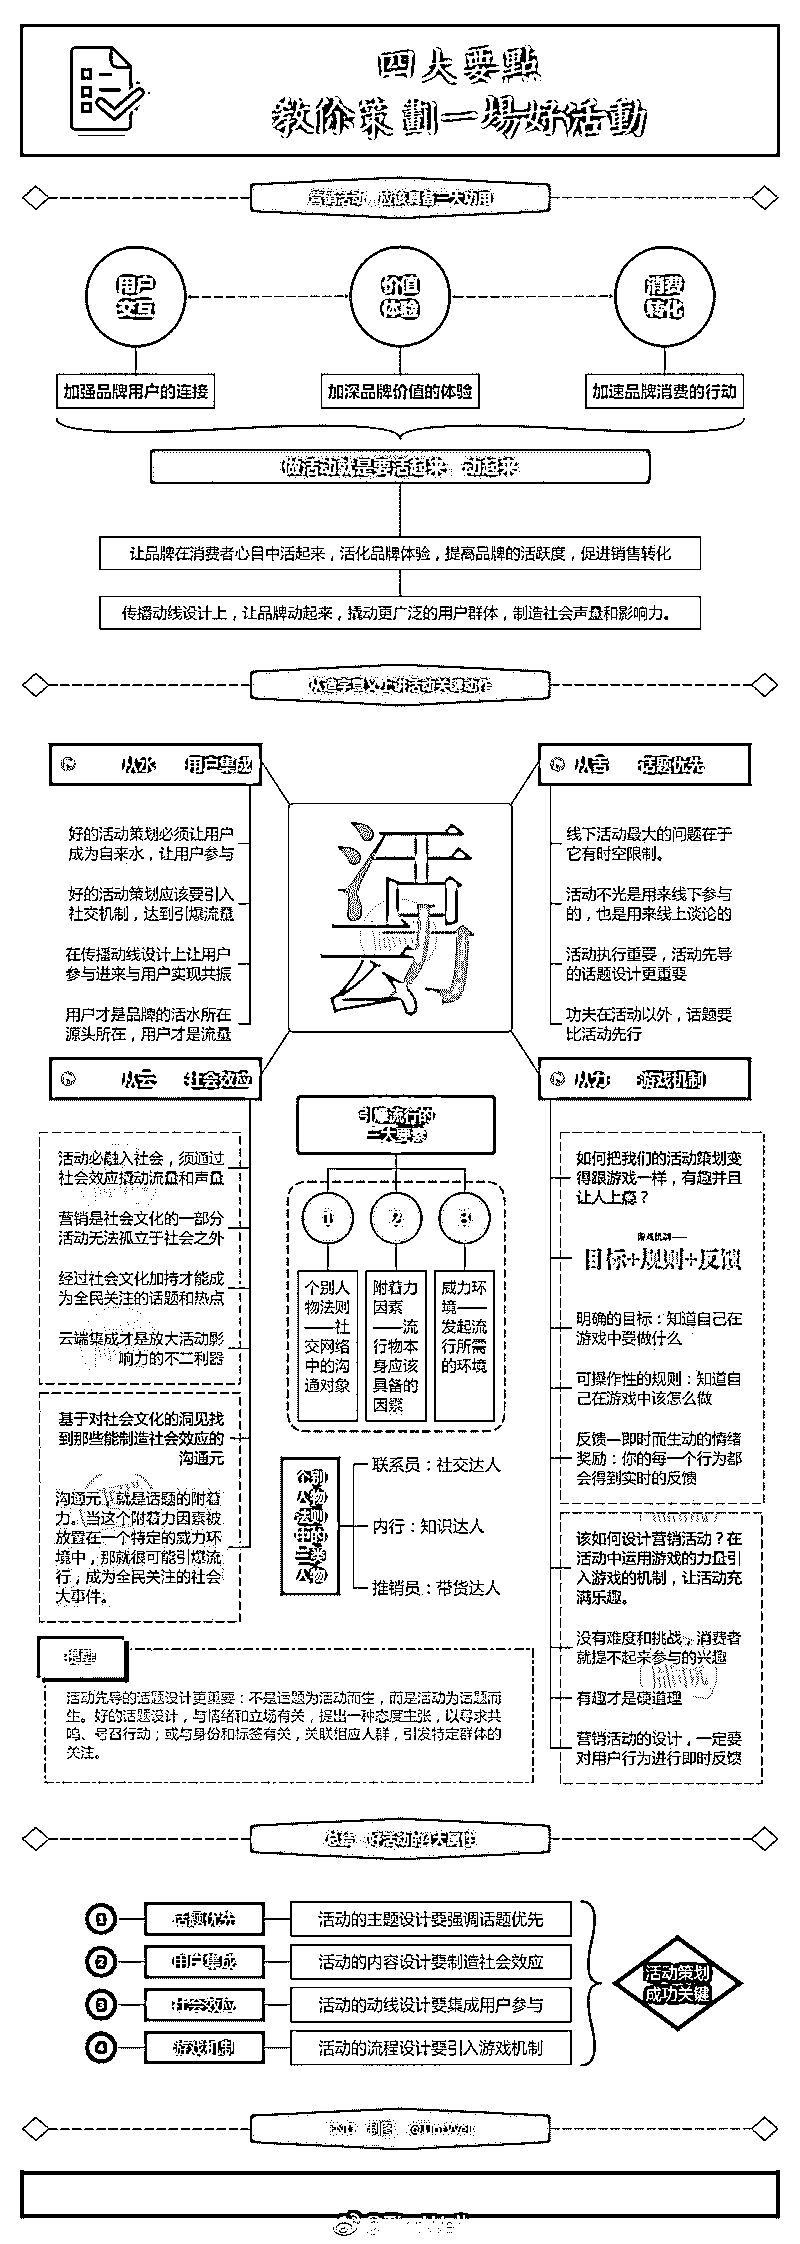 四大要點
教你策劃一場好活動
营销活动 应该具备三大功用
用户
交互
价值
体验
消费
转化
加强品牌用户的连接
加深品牌价值的体验
加速品牌消费的行动
做活动就是要活起来 动起来
让品牌在消费者心目中活起来，活化品牌体验，提高品牌的活跃度，促进销售转化
传播动线设计上，让品牌动起来，撬动更广泛的用户群体，制造社会声量和影响力。
从造字意义上讲活动关键动作
从水 用户集成
好的活动策划必须让用户
成为自来水，让用户参与
好的活动策划应该要引入
社交机制，达到引爆流量
在传播动线设计上让用户
参与进来与用户实现共振
用户才是品牌的活水所在
源头所在，用户才是流量
活动
从舌 话题优先
线下活动最大的问题在于
它有时空限制。
活动不光是用来线下参与
的，也是用来线上谈论的
活动执行重要，活动先导
的话题设计更重要
功夫在活动以外，话题要
比活动先行
从云 社会效应
活动必融入社会，须通过
社会效应撬动流量和声量
营销是社会文化的一部分
活动无法孤立于社会之外
经过社会文化加持才能成
为全民关注的话题和热点
云端集成才是放大活动影
响力的不二利器
基于对社会文化的洞见找
到那些能制造社会效应的
沟通元
沟通元，就是话题的附着
力。当这个附着力因素被
放置在一个特定的威力环
境中，那就很可能引爆流
行，成为全民关注的社会
大事件。
引爆流行的
三大要素
1
2
3
个别人
物法则
——社
交网络
中的沟
通对象
附着力
因素
——流
行物本
身应该
具备的
因素
威力环
境——
发起流
行所需
的环境
个别
人物
法则
中的
三类
人物
联系员：社交达人
内行：知识达人
推销员：带货达人
从力 游戏机制
如何把我们的活动策划变
得跟游戏一样，有趣并且
让人上瘾？
游戏机制——
目标+规则+反馈
明确的目标：知道自己在
游戏中要做什么
可操作性的规则：知道自
己在游戏中该怎么做
反馈—即时而生动的情绪
奖励：你的每一个行为都
会得到实时的反馈
该如何设计营销活动？在
活动中运用游戏的力量引
入游戏的机制，让活动充
满乐趣。
没有难度和挑战，消费者
就提不起来参与的兴趣
有趣才是硬道理
营销活动的设计，一定要
对用户行为进行即时反馈
提醒
活动先导的话题设计更重要：不是话题为活动而生，而是活动为话题而
生。好的话题设计，与情绪和立场有关，提出一种态度主张，以寻求共
鸣、号召行动；或与身份和标签有关，关联组应人群，引发特定群体的
关注。
总结 好活动的4大属性
1 话题优先 活动的主题设计要强调话题优先
2 用户集成 活动的内容设计要制造社会效应
3 社会效应 活动的动线设计要集成用户参与
4 游戏机制 活动的流程设计要引入游戏机制
活动策划
成功关键